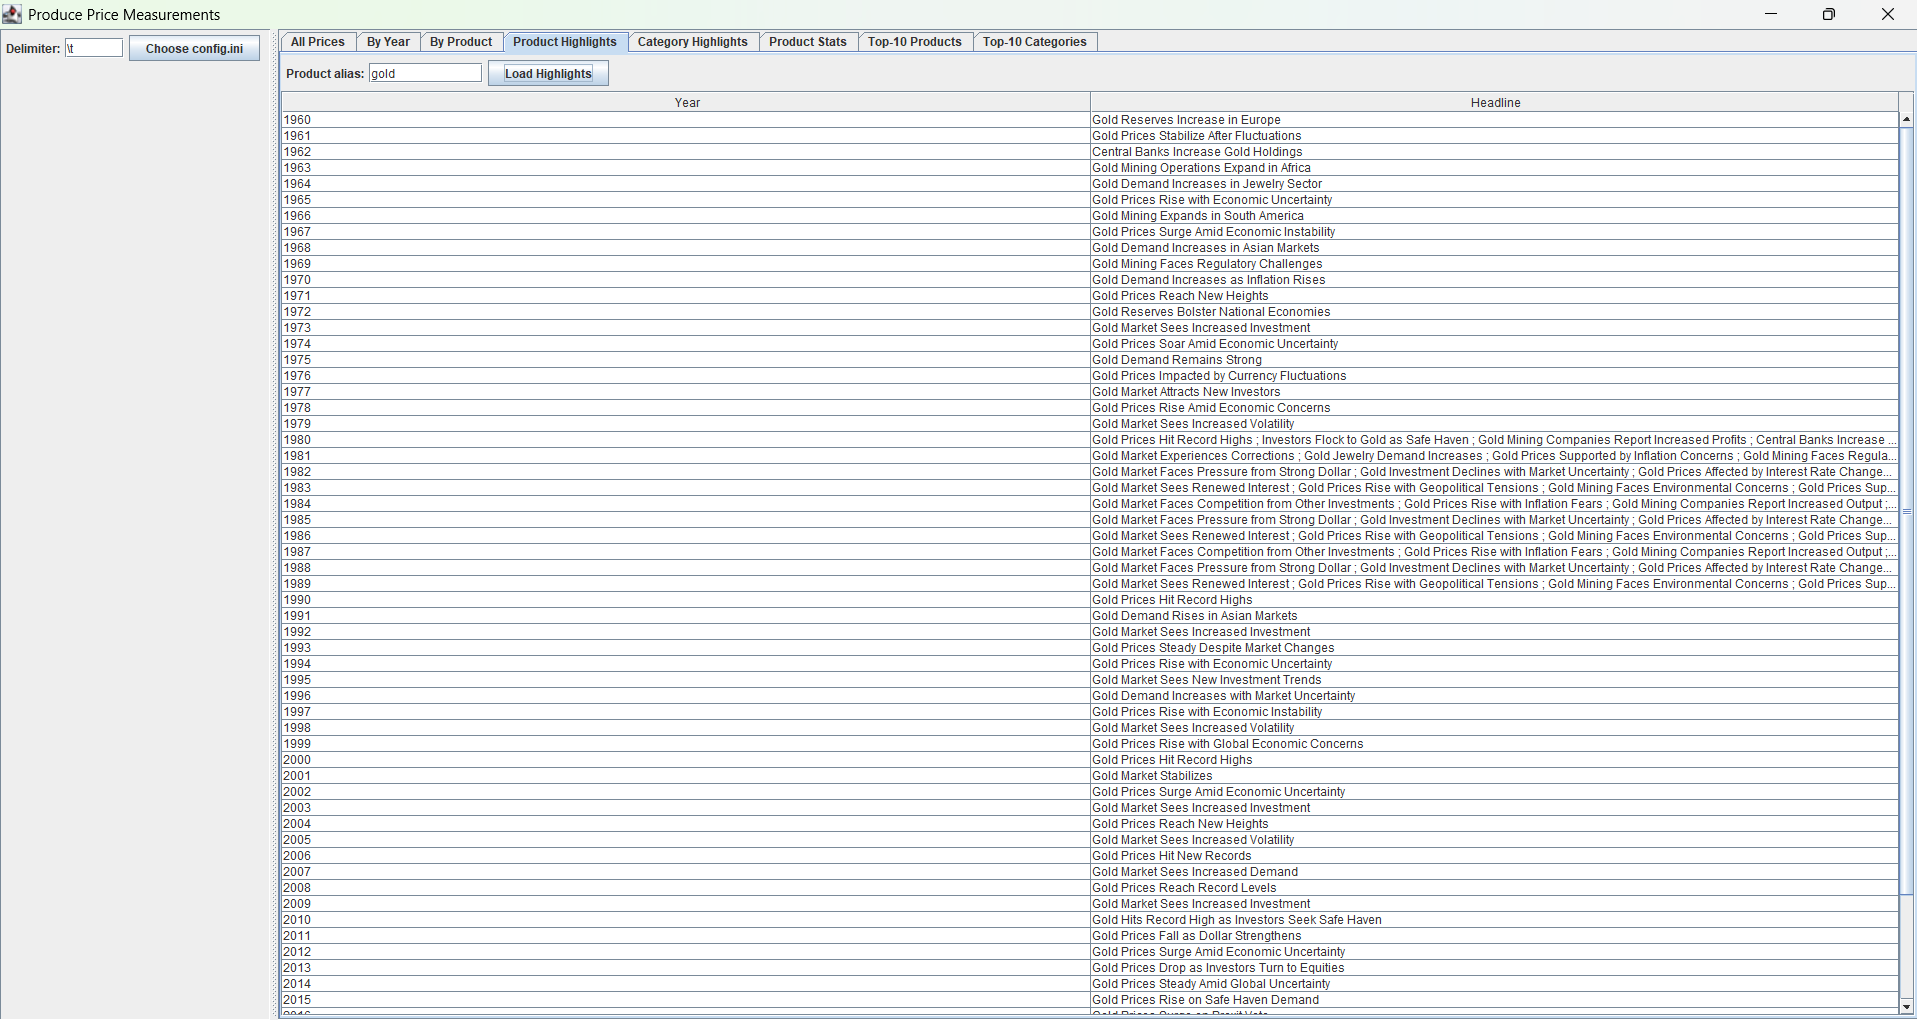 Produce Price Measurements
Delimiter: \t Choose config.ini
All Prices By Year By Product Product Highlights Category Highlights Product Stats Top-10 Products Top-10 Categories
Product alias: gold Load Highlights
Year Headline
1960 Gold Reserves Increase in Europe
1961 Gold Prices Stabilize After Fluctuations
1962 Central Banks Increase Gold Holdings
1963 Gold Mining Operations Expand in Africa
1964 Gold Demand Increases in Jewelry Sector
1965 Gold Prices Rise with Economic Uncertainty
1966 Gold Mining Expands in South America
1967 Gold Prices Surge Amid Economic Instability
1968 Gold Demand Increases in Asian Markets
1969 Gold Mining Faces Regulatory Challenges
1970 Gold Demand Increases as Inflation Rises
1971 Gold Prices Reach New Heights
1972 Gold Reserves Bolster National Economies
1973 Gold Market Sees Increased Investment
1974 Gold Prices Soar Amid Economic Uncertainty
1975 Gold Demand Remains Strong
1976 Gold Prices Impacted by Currency Fluctuations
1977 Gold Market Attracts New Investors
1978 Gold Prices Rise Amid Economic Concerns
1979 Gold Market Sees Increased Volatility
1980 Gold Prices Hit Record Highs ; Investors Flock to Gold as Safe Haven ; Gold Mining Companies Report Increased Profits ; Central Banks Increase ...
1981 Gold Market Experiences Corrections ; Gold Jewelry Demand Increases ; Gold Prices Supported by Inflation Concerns ; Gold Mining Faces Regula...
1982 Gold Market Faces Pressure from Strong Dollar ; Gold Investment Declines with Market Uncertainty ; Gold Prices Affected by Interest Rate Change...
1983 Gold Market Sees Renewed Interest ; Gold Prices Rise with Geopolitical Tensions ; Gold Mining Faces Environmental Concerns ; Gold Prices Sup...
1984 Gold Market Faces Competition from Other Investments ; Gold Prices Rise with Inflation Fears ; Gold Mining Companies Report Increased Output ;...
1985 Gold Market Faces Pressure from Strong Dollar ; Gold Investment Declines with Market Uncertainty ; Gold Prices Affected by Interest Rate Change...
1986 Gold Market Sees Renewed Interest ; Gold Prices Rise with Geopolitical Tensions ; Gold Mining Faces Environmental Concerns ; Gold Prices Sup...
1987 Gold Market Faces Competition from Other Investments ; Gold Prices Rise with Inflation Fears ; Gold Mining Companies Report Increased Output ;...
1988 Gold Market Faces Pressure from Strong Dollar ; Gold Investment Declines with Market Uncertainty ; Gold Prices Affected by Interest Rate Change...
1989 Gold Market Sees Renewed Interest ; Gold Prices Rise with Geopolitical Tensions ; Gold Mining Faces Environmental Concerns ; Gold Prices Sup...
1990 Gold Prices Hit Record Highs
1991 Gold Demand Rises in Asian Markets
1992 Gold Market Sees Increased Investment
1993 Gold Prices Steady Despite Market Changes
1994 Gold Prices Rise with Economic Uncertainty
1995 Gold Market Sees New Investment Trends
1996 Gold Demand Increases with Market Uncertainty
1997 Gold Prices Rise with Economic Instability
1998 Gold Market Sees Increased Volatility
1999 Gold Prices Rise with Global Economic Concerns
2000 Gold Prices Hit Record Highs
2001 Gold Market Stabilizes
2002 Gold Prices Surge Amid Economic Uncertainty
2003 Gold Market Sees Increased Investment
2004 Gold Prices Reach New Heights
2005 Gold Market Sees Increased Volatility
2006 Gold Prices Hit New Records
2007 Gold Market Sees Increased Demand
2008 Gold Prices Reach Record Levels
2009 Gold Market Sees Increased Investment
2010 Gold Hits Record High as Investors Seek Safe Haven
2011 Gold Prices Fall as Dollar Strengthens
2012 Gold Prices Surge Amid Economic Uncertainty
2013 Gold Prices Drop as Investors Turn to Equities
2014 Gold Prices Steady Amid Global Uncertainty
2015 Gold Prices Rise on Safe Haven Demand